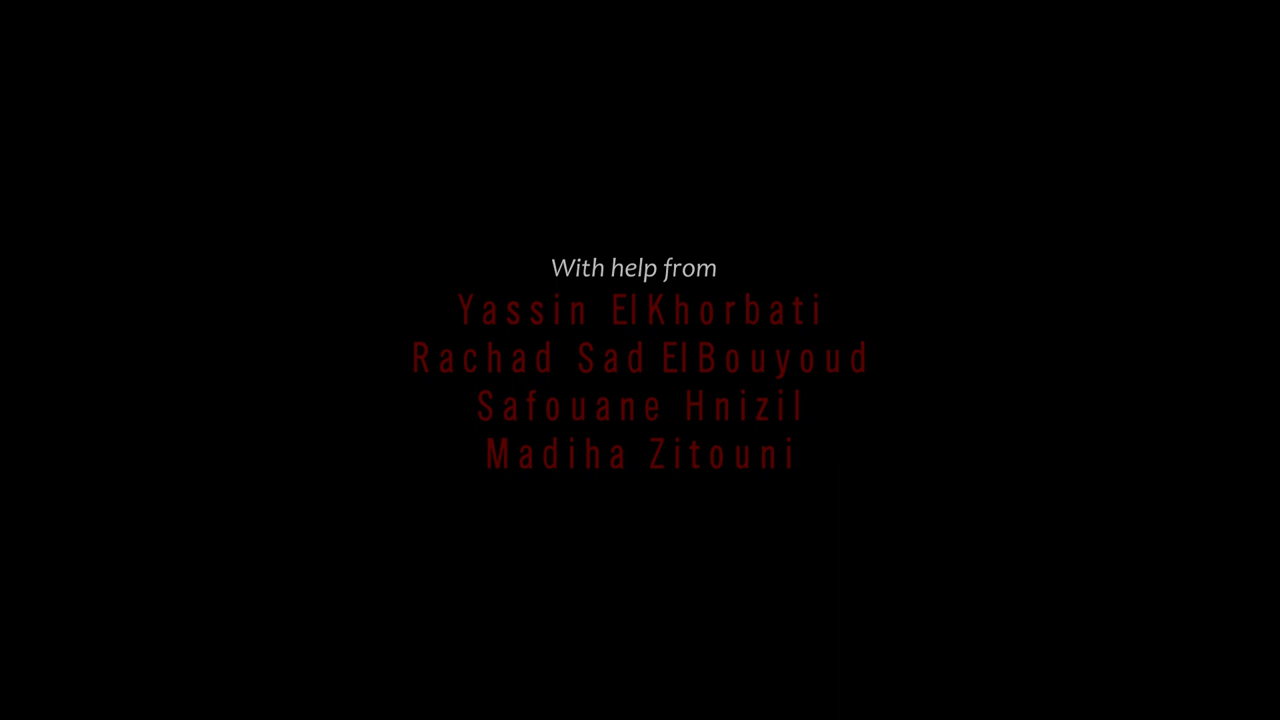 With help from
Yassin ElKhorbati
Rachad Sad ElBouyoud
Safouane Hnizil
Madiha Zitouni